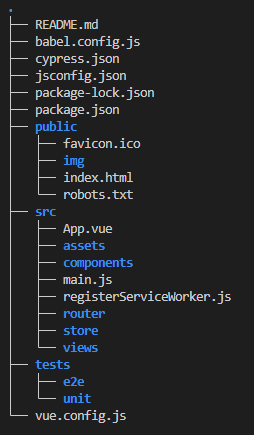 .
├── README.md
├── babel.config.js
├── cypress.json
├── jsconfig.json
├── package-lock.json
├── package.json
├── public
│   ├── favicon.ico
│   ├── img
│   ├── index.html
│   └── robots.txt
├── src
│   ├── App.vue
│   ├── assets
│   ├── components
│   ├── main.js
│   ├── registerServiceWorker.js
│   ├── router
│   ├── store
│   └── views
├── tests
│   ├── e2e
│   └── unit
└── vue.config.js